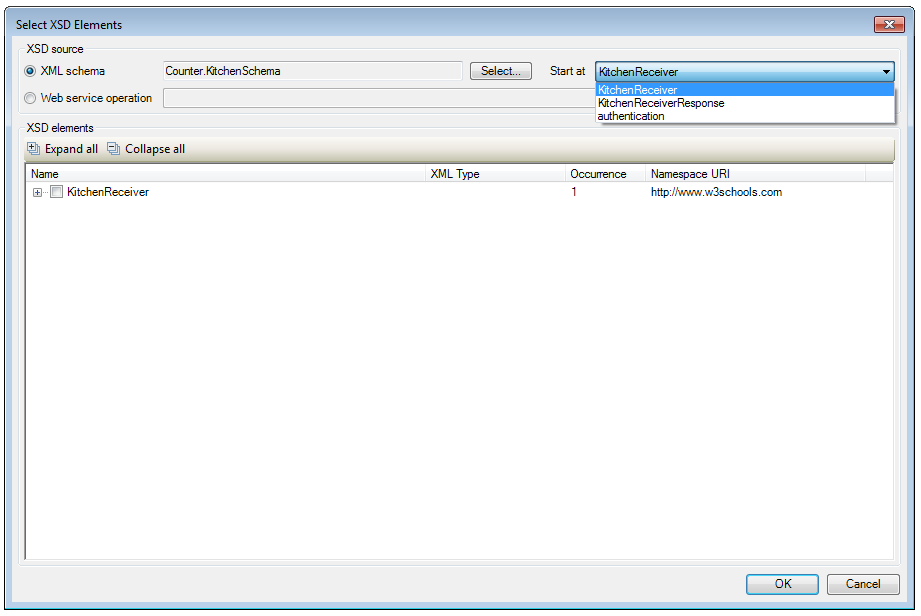 Select XSD Elements
XSD source
XML schema Counter.KitchenSchema Select... Start at KitchenReceiver
KitchenReceiver
Web service operation KitchenReceiverResponse
authentication
XSD elements
Expand all Collapse all
Name XML Type Occurrence Namespace URI
KitchenReceiver 1 http://www.w3schools.com
OK Cancel